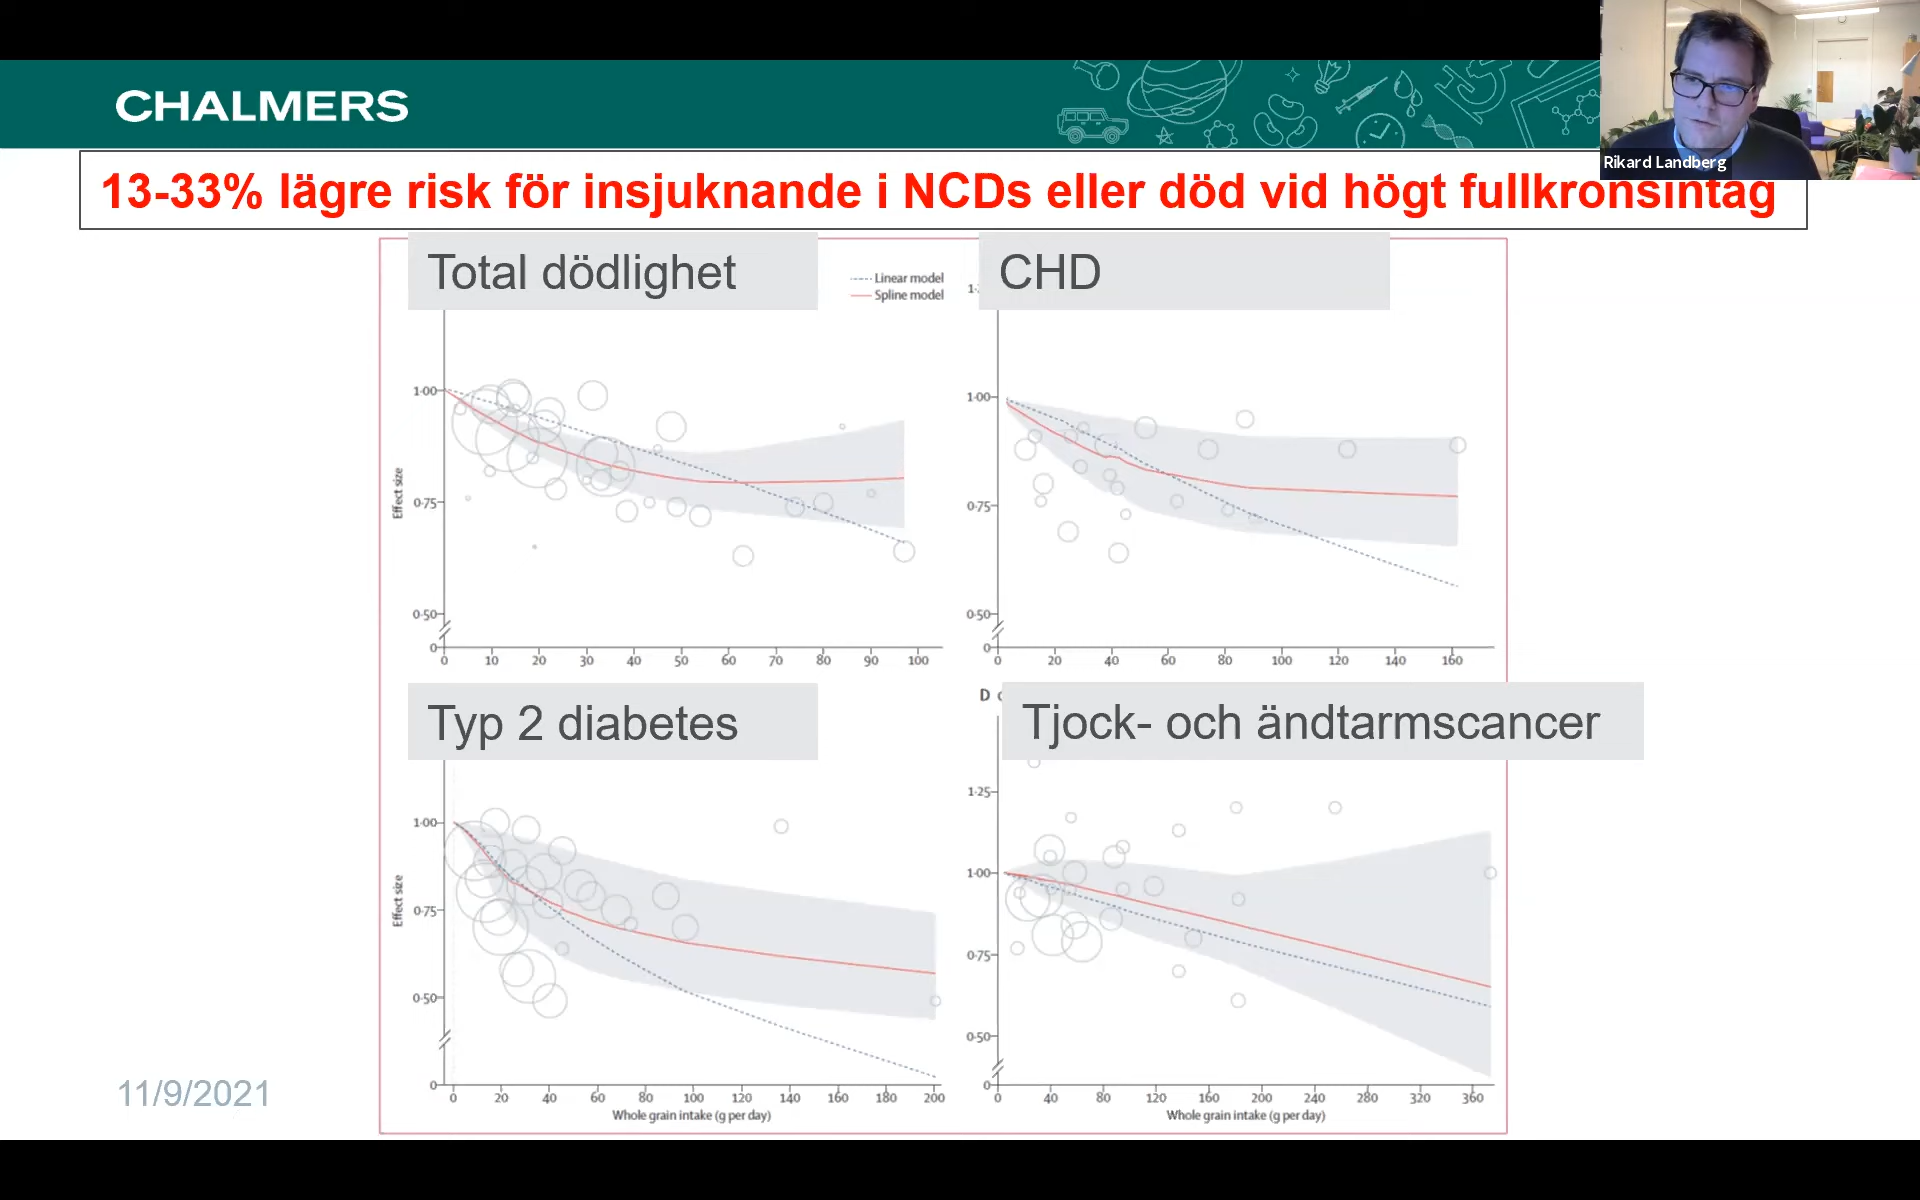 CHALMERS
Rikard Landberg
13-33% lägre risk för insjuknande i NCDs eller död vid högt fullkronsintag
Total dödlighet
Linear model
Spline model
1·00
0·75
0·50
0
Effect size
0 10 20 30 40 50 60 70 80 90 100
CHD
1·00
0·75
0·50
0
0 20 40 60 80 100 120 140 160
Typ 2 diabetes
1·00
0·75
0·50
0
Effect size
0 20 40 60 80 100 120 140 160 180 200
Whole grain intake (g per day)
D
Tjock- och ändtarmscancer
1·25
1·00
0·75
0·50
0
0 40 80 120 160 200 240 280 320 360
Whole grain intake (g per day)
11/9/2021